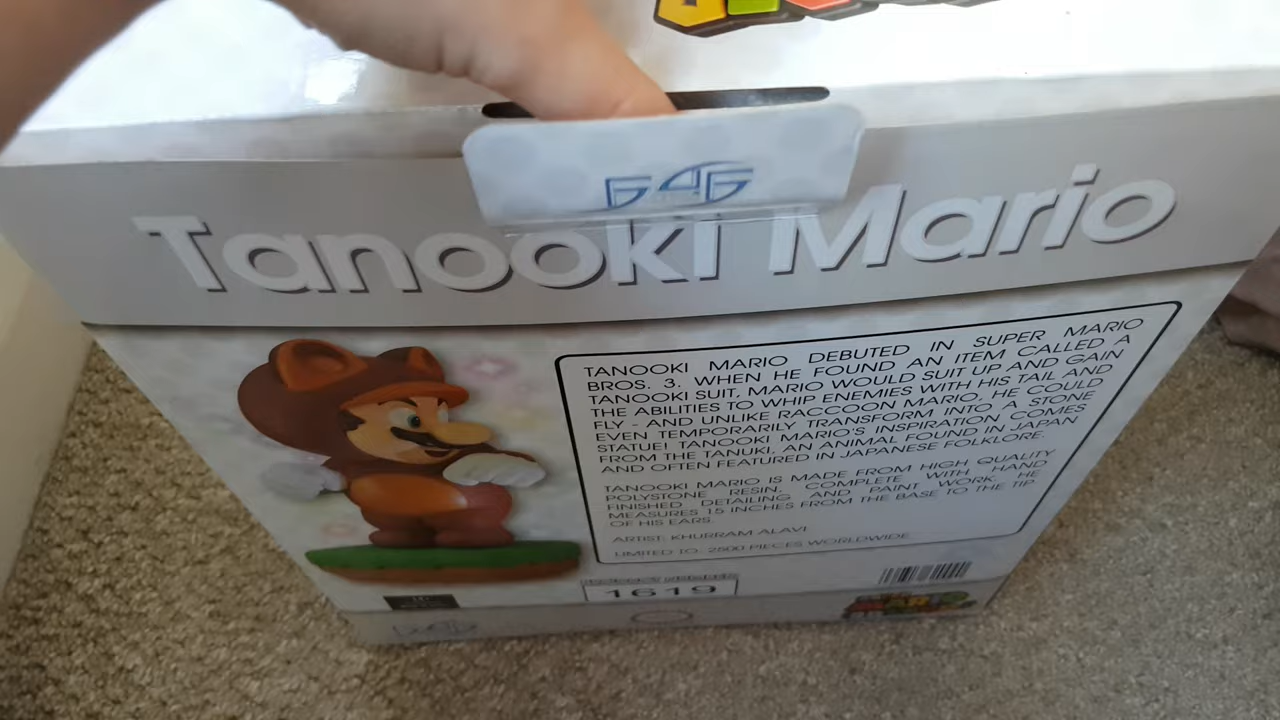 F4F
Tanooki Mario
TANOOKI MARIO DEBUTED IN SUPER MARIO
BROS. 3. WHEN HE FOUND AN ITEM CALLED A
TANOOKI SUIT, MARIO WOULD SUIT UP AND GAIN
THE ABILITIES TO WHIP ENEMIES WITH HIS TAIL AND
FLY - AND UNLIKE RACCOON MARIO, HE COULD
EVEN TEMPORARILY TRANSFORM INTO A STONE
STATUE! TANOOKI MARIO'S INSPIRATION COMES
FROM THE TANUKI, AN ANIMAL FOUND IN JAPAN
AND OFTEN FEATURED IN JAPANESE FOLKLORE.
TANOOKI MARIO IS MADE FROM HIGH QUALITY
POLYSTONE RESIN, COMPLETE WITH HAND
FINISHED DETAILING AND PAINT WORK. HE
MEASURES 15 INCHES FROM THE BASE TO THE TIP
OF HIS EARS.
ARTIST: KHURRAM ALAVI
LIMITED TO: 2500 PIECES WORLDWIDE
1619
F4F